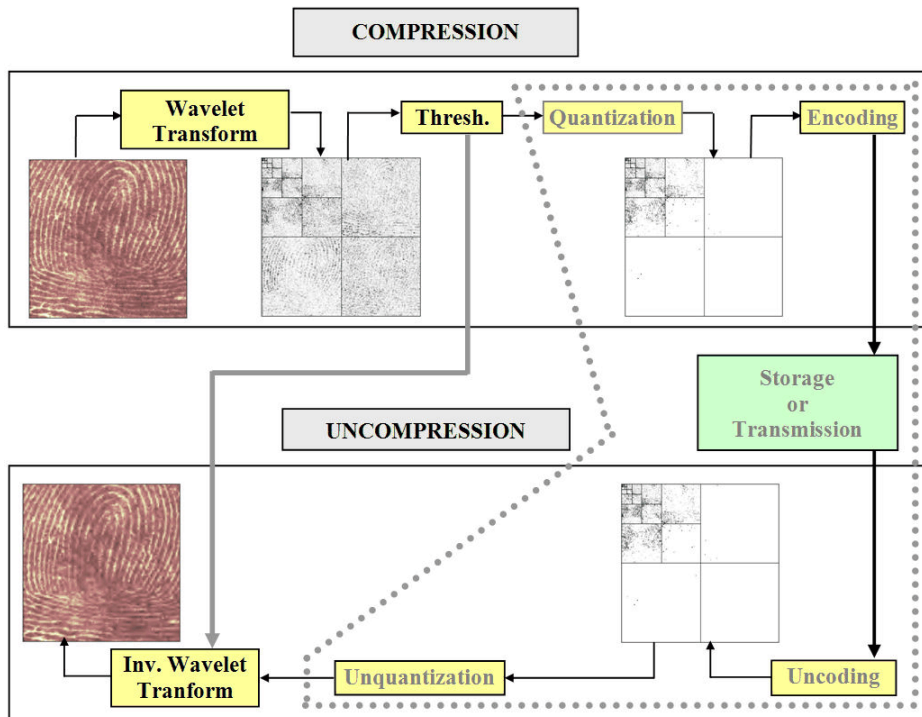 COMPRESSION
Wavelet
Transform
Thresh.
Quantization
Encoding
Storage
or
Transmission
UNCOMPRESSION
Inv. Wavelet
Tranform
Unquantization
Uncoding